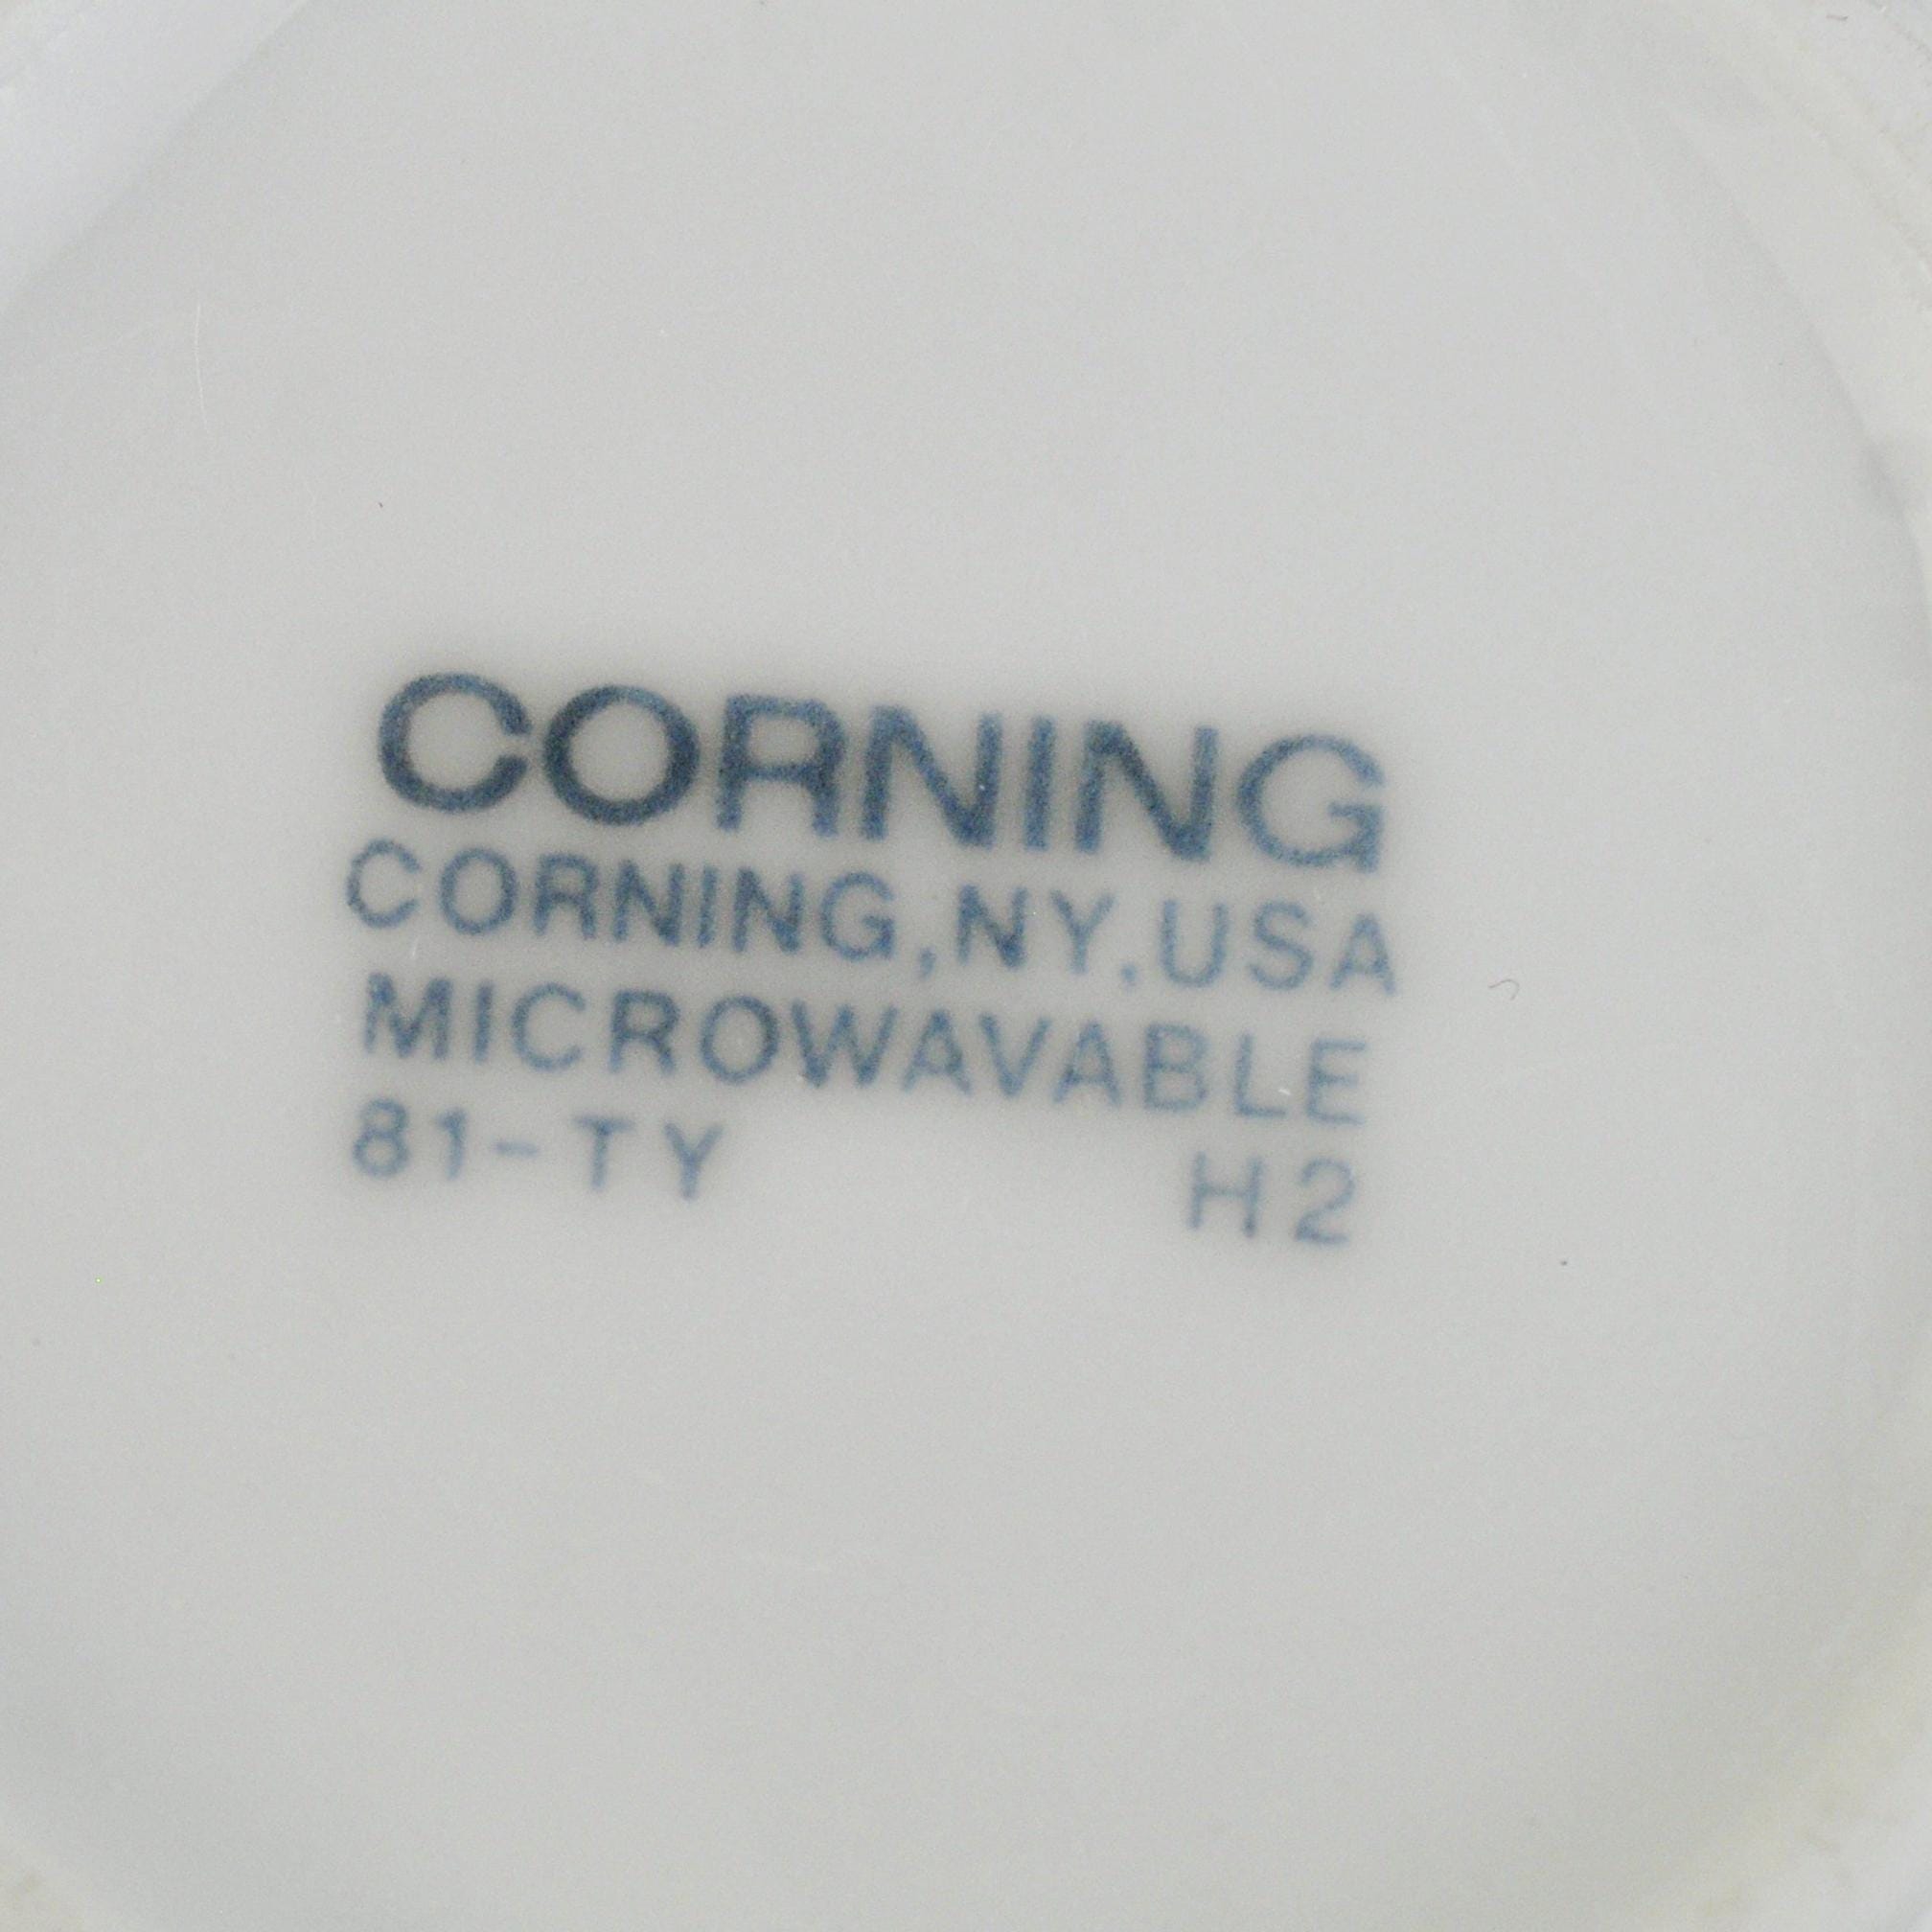 CORNING
CORNING, NY, USA
MICROWAVABLE
81-TY H2